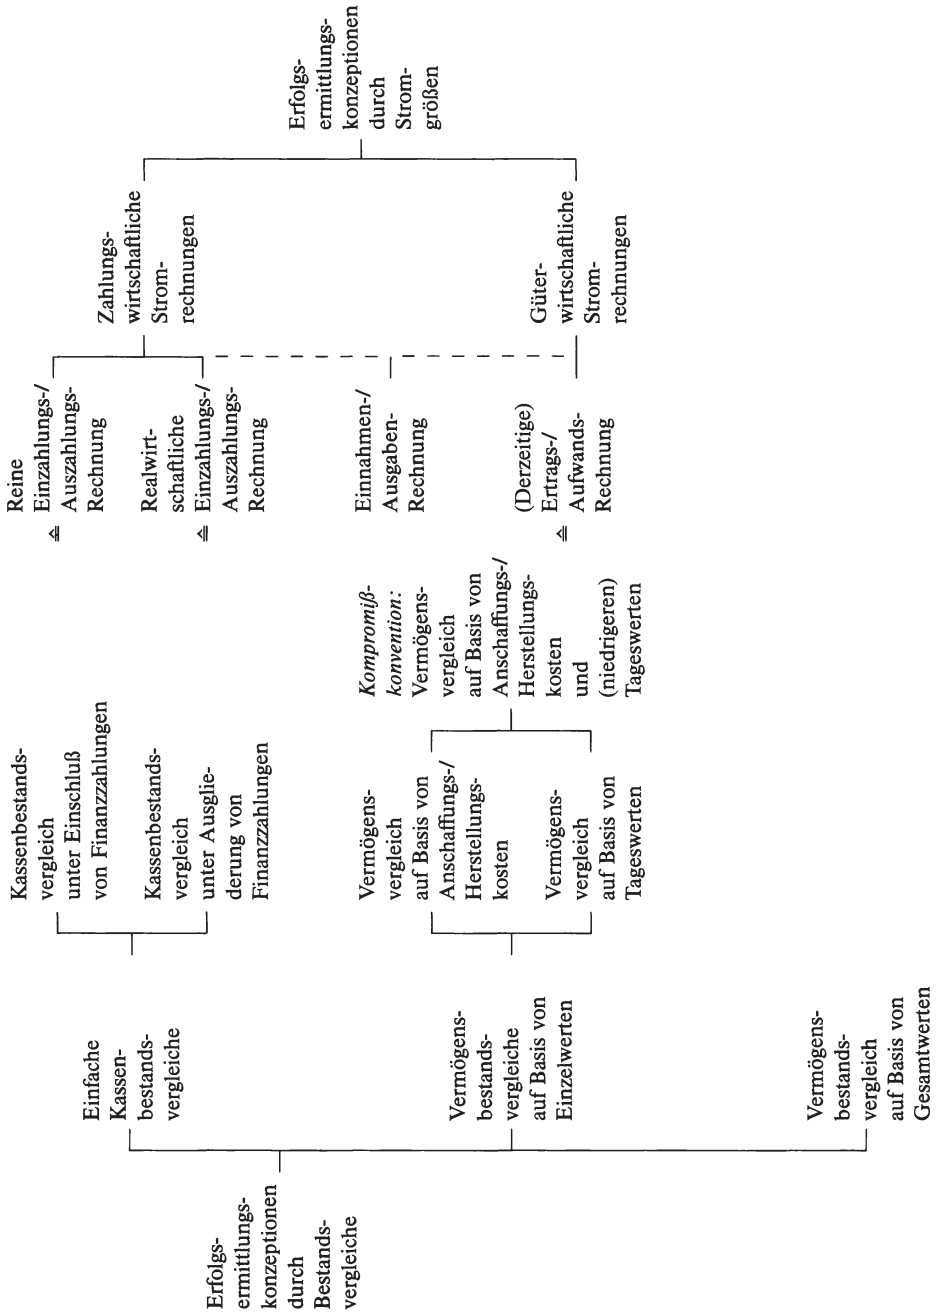 Erfolgs-
ermittlungs-
konzeptionen
durch
Bestands-
vergleiche
Einfache
Kassen-
bestands-
vergleiche
Vermögens-
bestands-
vergleiche
auf Basis von
Einzelwerten
Vermögens-
bestands-
vergleich
auf Basis von
Gesamtwerten
Kassenbestands-
vergleich
unter Einschluß
von Finanzzahlungen
Kassenbestands-
vergleich
unter Ausglie-
derung von
Finanzzahlungen
Vermögens-
vergleich
auf Basis von
Anschaffungs-/
Herstellungs-
kosten
Vermögens-
vergleich
auf Basis von
Tageswerten
Kompromiß-
konvention:
Vermögens-
vergleich
auf Basis von
Anschaffungs-/
Herstellungs-
kosten
und
(niedrigeren)
Tageswerten
Reine
≙ Einzahlungs-/
Auszahlungs-
Rechnung
Realwirt-
schaftliche
≙ Einzahlungs-/
Auszahlungs-
Rechnung
Einnahmen-/
Ausgaben-
Rechnung
(Derzeitige)
≙ Ertrags-/
Aufwands-
Rechnung
Zahlungs-
wirtschaftliche
Strom-
rechnungen
Güter-
wirtschaftliche
Strom-
rechnungen
Erfolgs-
ermittlungs-
konzeptionen
durch
Strom-
größen